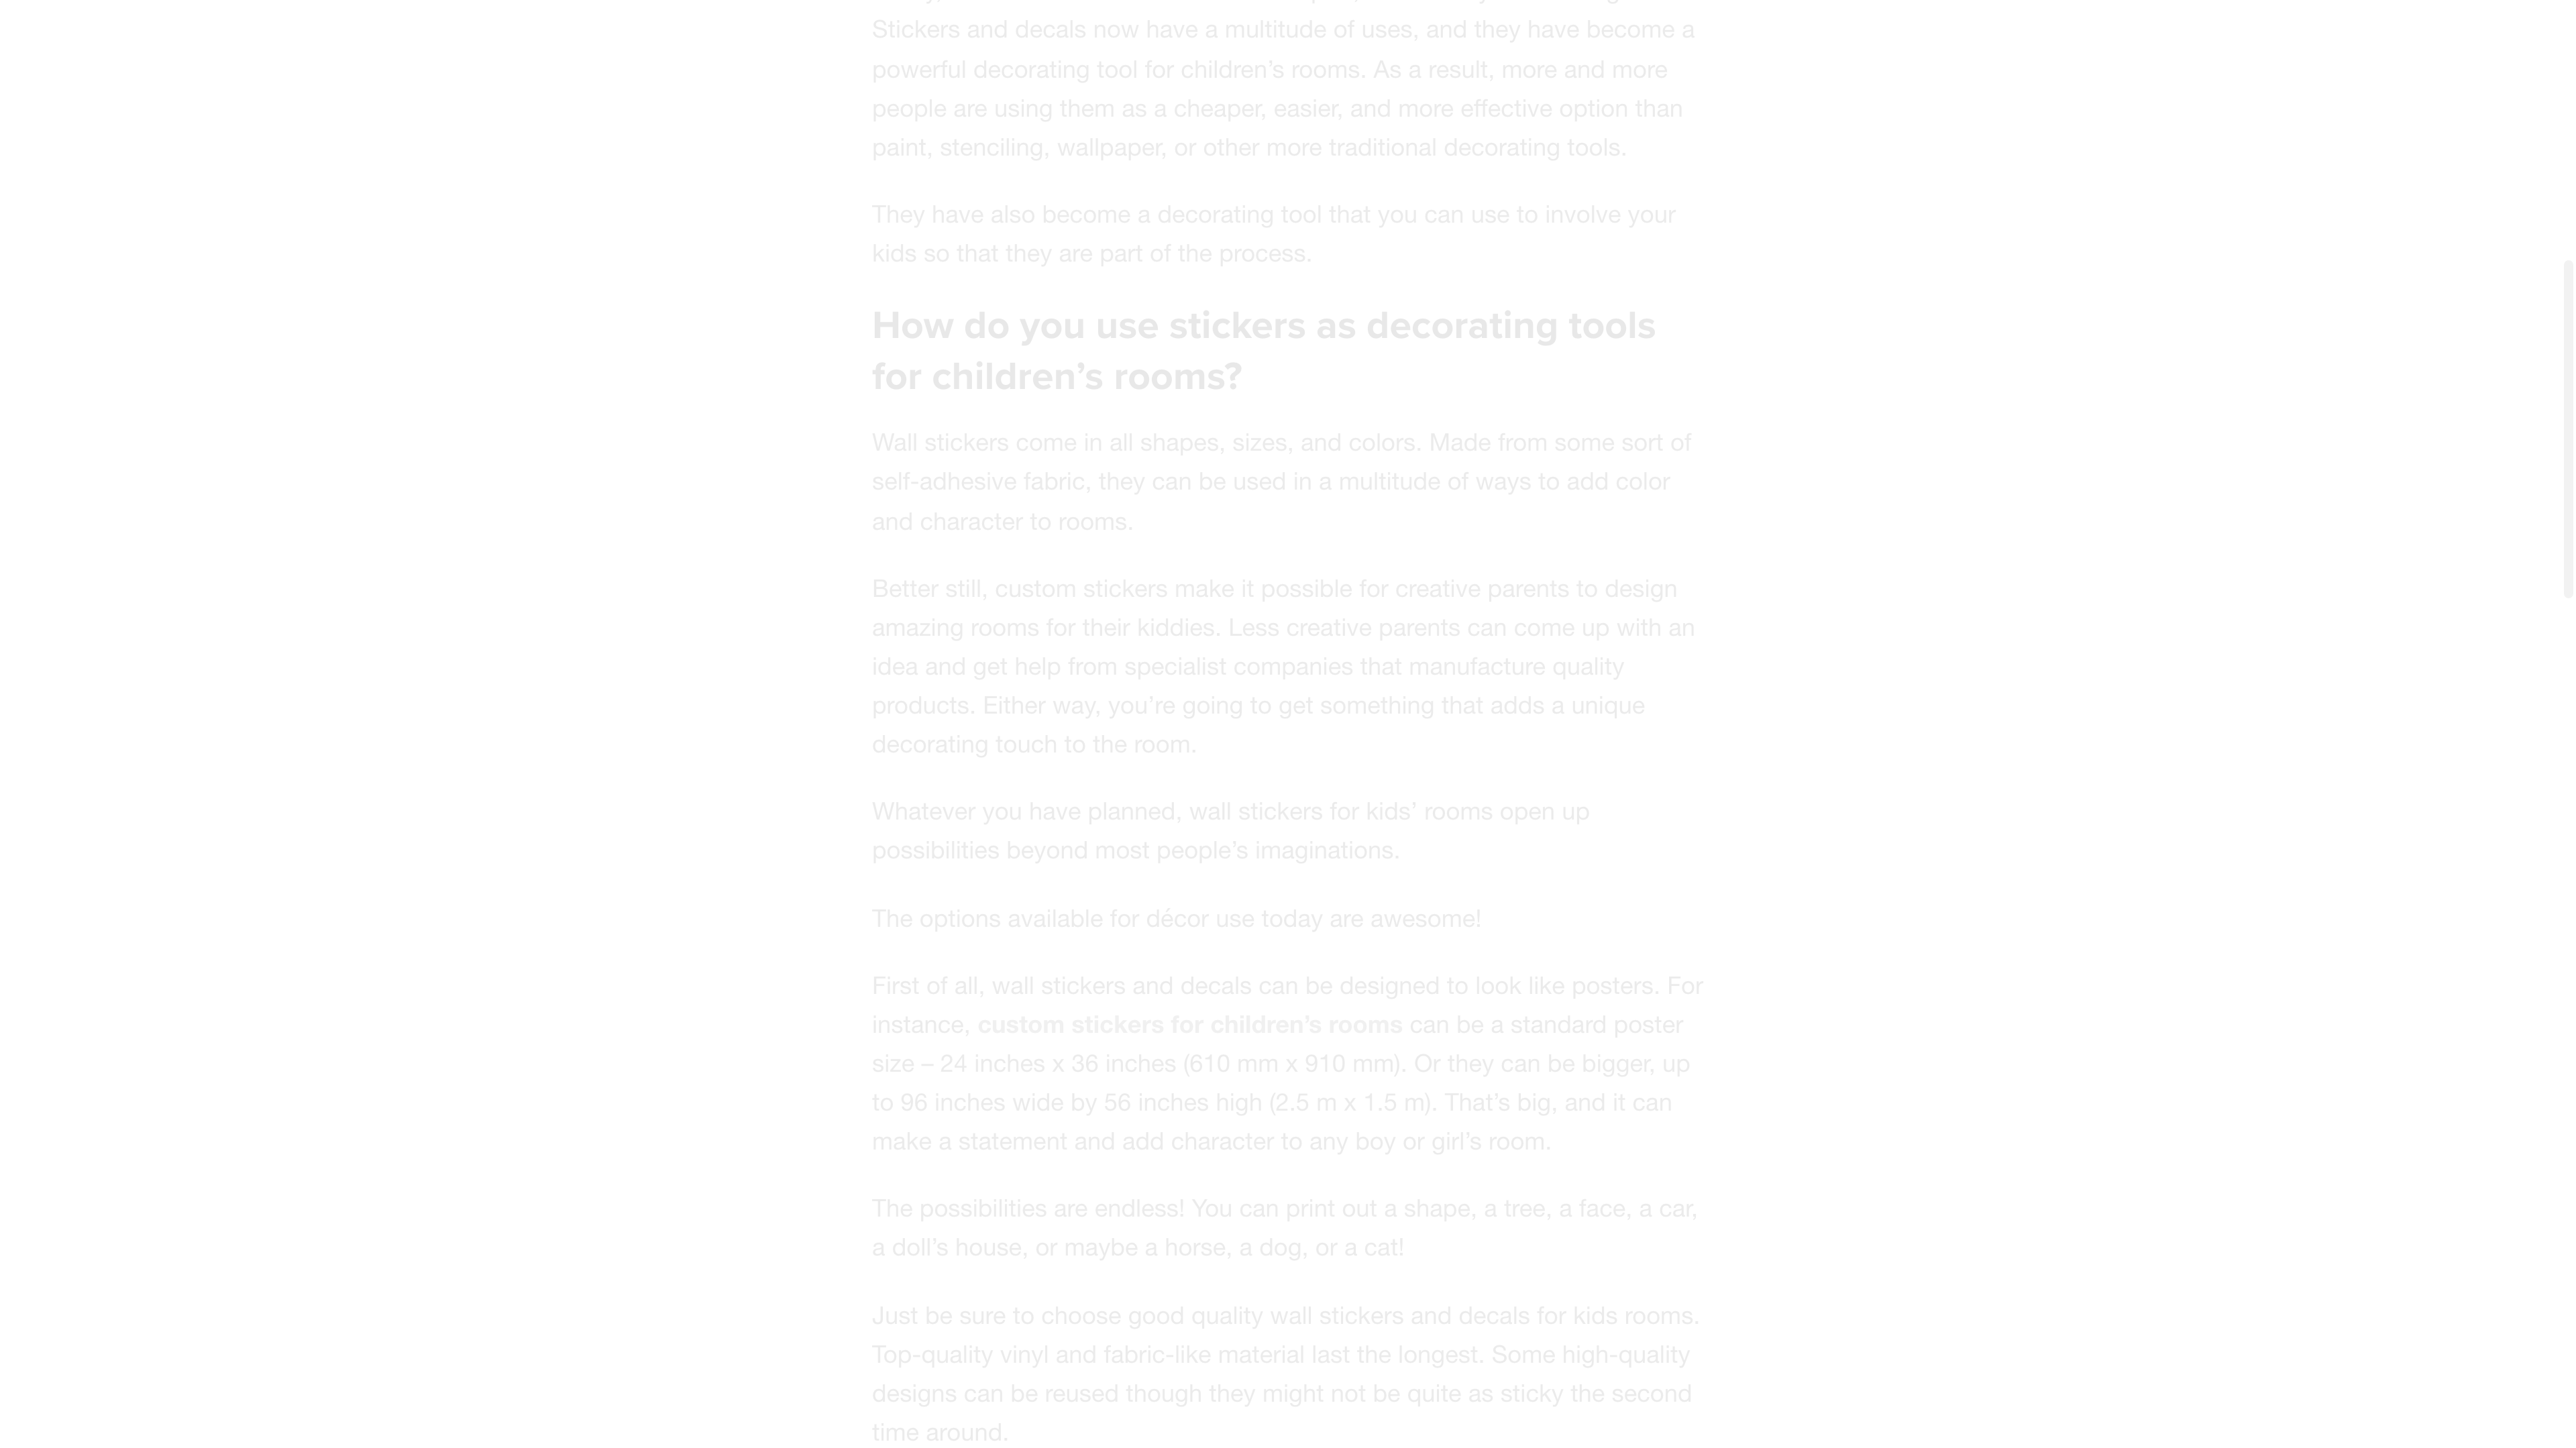 Stickers and decals now have a multitude of uses, and they have become a
powerful decorating tool for children’s rooms. As a result, more and more
people are using them as a cheaper, easier, and more effective option than
paint, stenciling, wallpaper, or other more traditional decorating tools.
They have also become a decorating tool that you can use to involve your
kids so that they are part of the process.
How do you use stickers as decorating tools
for children’s rooms?
Wall stickers come in all shapes, sizes, and colors. Made from some sort of
self-adhesive fabric, they can be used in a multitude of ways to add color
and character to rooms.
Better still, custom stickers make it possible for creative parents to design
amazing rooms for their kiddies. Less creative parents can come up with an
idea and get help from specialist companies that manufacture quality
products. Either way, you’re going to get something that adds a unique
decorating touch to the room.
Whatever you have planned, wall stickers for kids’ rooms open up
possibilities beyond most people’s imaginations.
The options available for décor use today are awesome!
First of all, wall stickers and decals can be designed to look like posters. For
instance, custom stickers for children’s rooms can be a standard poster
size – 24 inches x 36 inches (610 mm x 910 mm). Or they can be bigger, up
to 96 inches wide by 56 inches high (2.5 m x 1.5 m). That’s big, and it can
make a statement and add character to any boy or girl’s room.
The possibilities are endless! You can print out a shape, a tree, a face, a car,
a doll’s house, or maybe a horse, a dog, or a cat!
Just be sure to choose good quality wall stickers and decals for kids rooms.
Top-quality vinyl and fabric-like material last the longest. Some high-quality
designs can be reused though they might not be quite as sticky the second
time around.